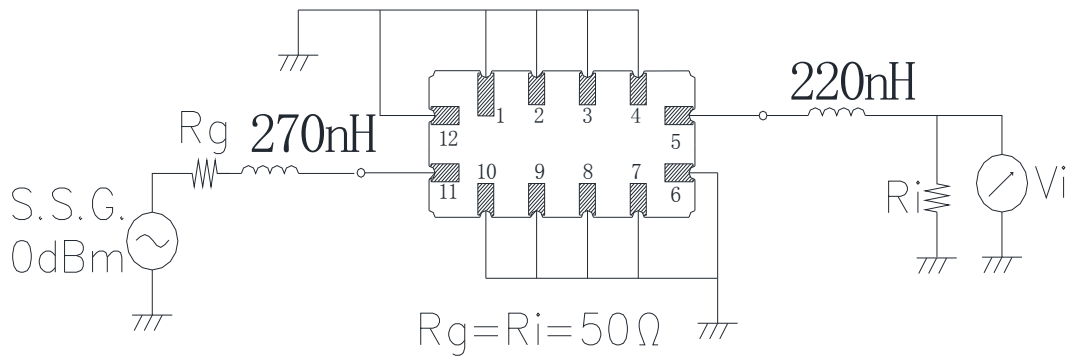 220nH
Rg 270nH
1 2 3 4
12 5
10 9 8 7
11 6
S.S.G.
0dBm
Ri Vi
Rg=Ri=50Ω